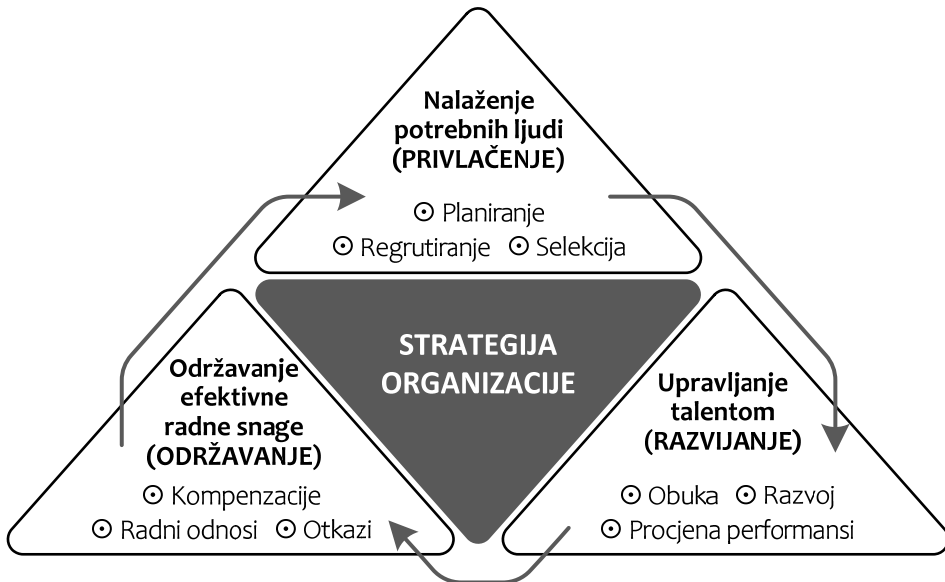 Nalaženje
potrebnih ljudi
(PRIVLAČENJE)
Planiranje
Regrutiranje
Selekcija
STRATEGIJA
ORGANIZACIJE
Održavanje
efektivne
radne snage
(ODRŽAVANJE)
Kompenzacije
Radni odnosi
Otkazi
Upravljanje
talentom
(RAZVIJANJE)
Obuka
Razvoj
Procjena performansi